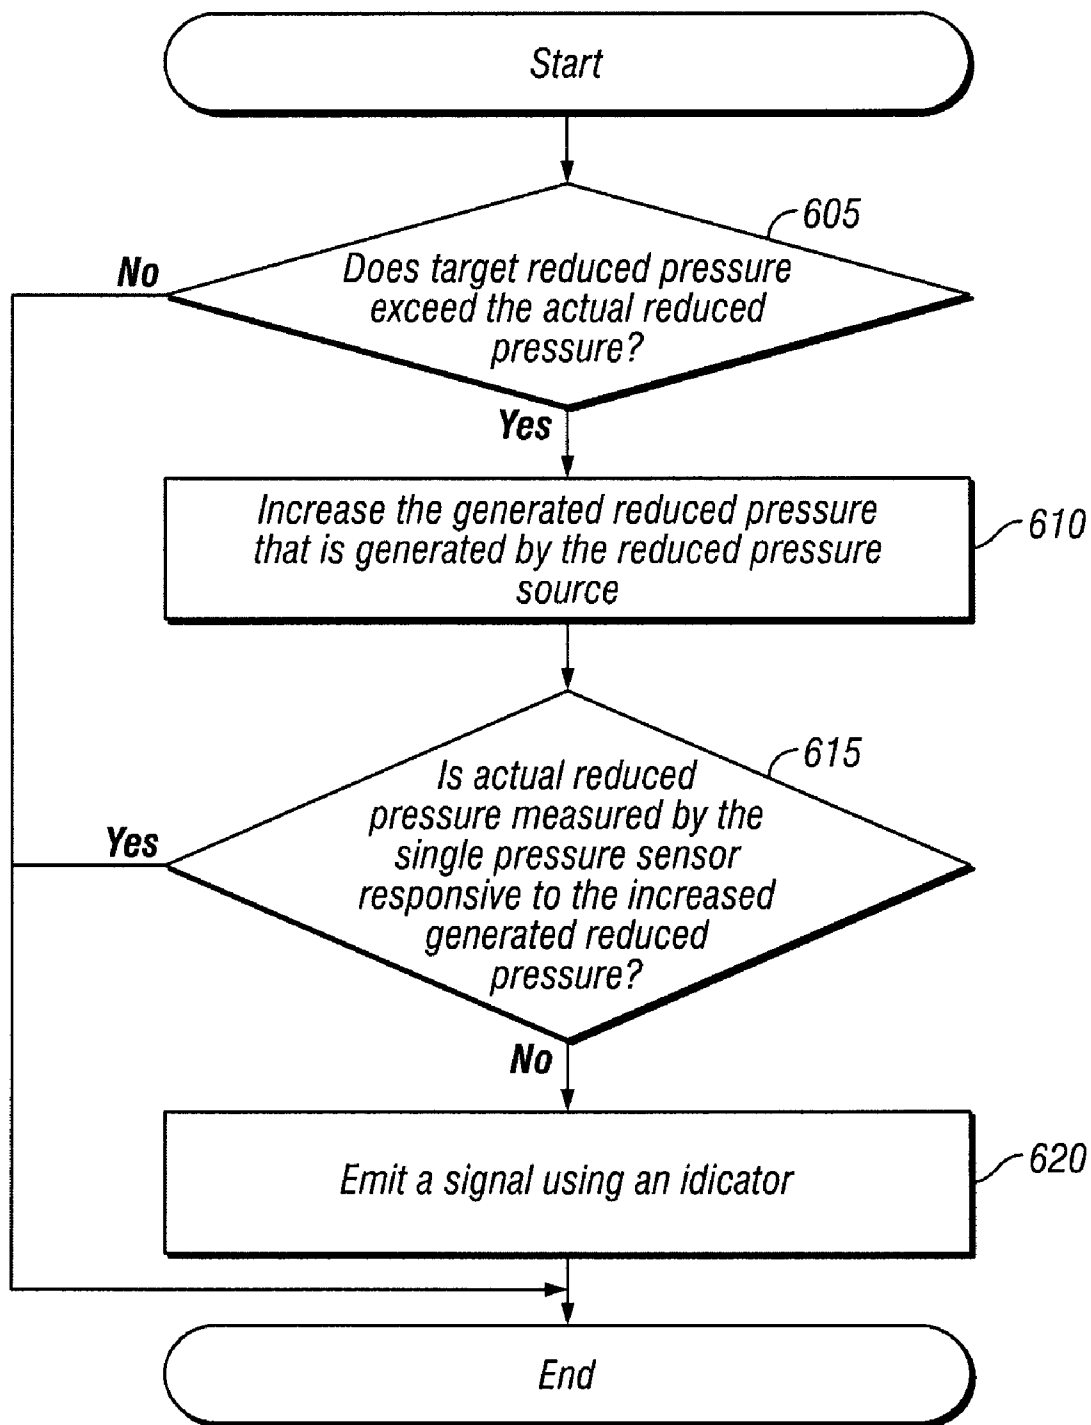 Start
605
No
Does target reduced pressure
exceed the actual reduced
pressure?
Yes
Increase the generated reduced pressure
that is generated by the reduced pressure
source
610
615
Is actual reduced
pressure measured by the
single pressure sensor
responsive to the increased
generated reduced
pressure?
Yes
No
Emit a signal using an idicator
620
End